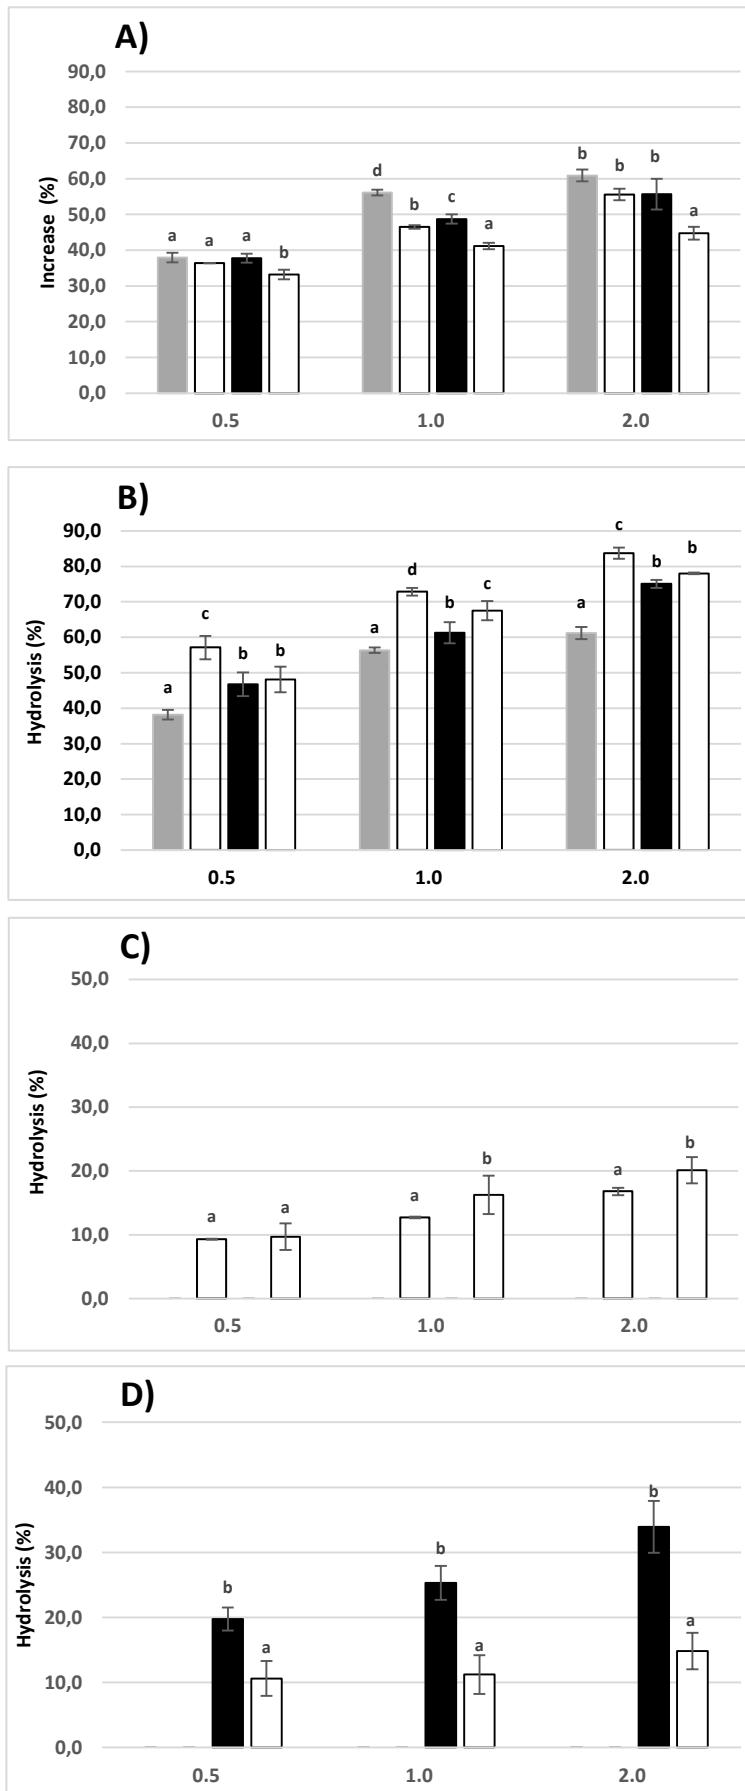 A)
90,0
80,0
70,0
60,0
50,0
40,0
30,0
20,0
10,0
0,0
Increase (%)
a a a b
d b c a
b b b a
0.5 1.0 2.0
B)
90,0
80,0
70,0
60,0
50,0
40,0
30,0
20,0
10,0
0,0
Hydrolysis (%)
a c b b
a d b c
a c b b
0.5 1.0 2.0
C)
50,0
40,0
30,0
20,0
10,0
0,0
Hydrolysis (%)
a a
a b
a b
0.5 1.0 2.0
D)
50,0
40,0
30,0
20,0
10,0
0,0
Hydrolysis (%)
b a
b a
b a
0.5 1.0 2.0